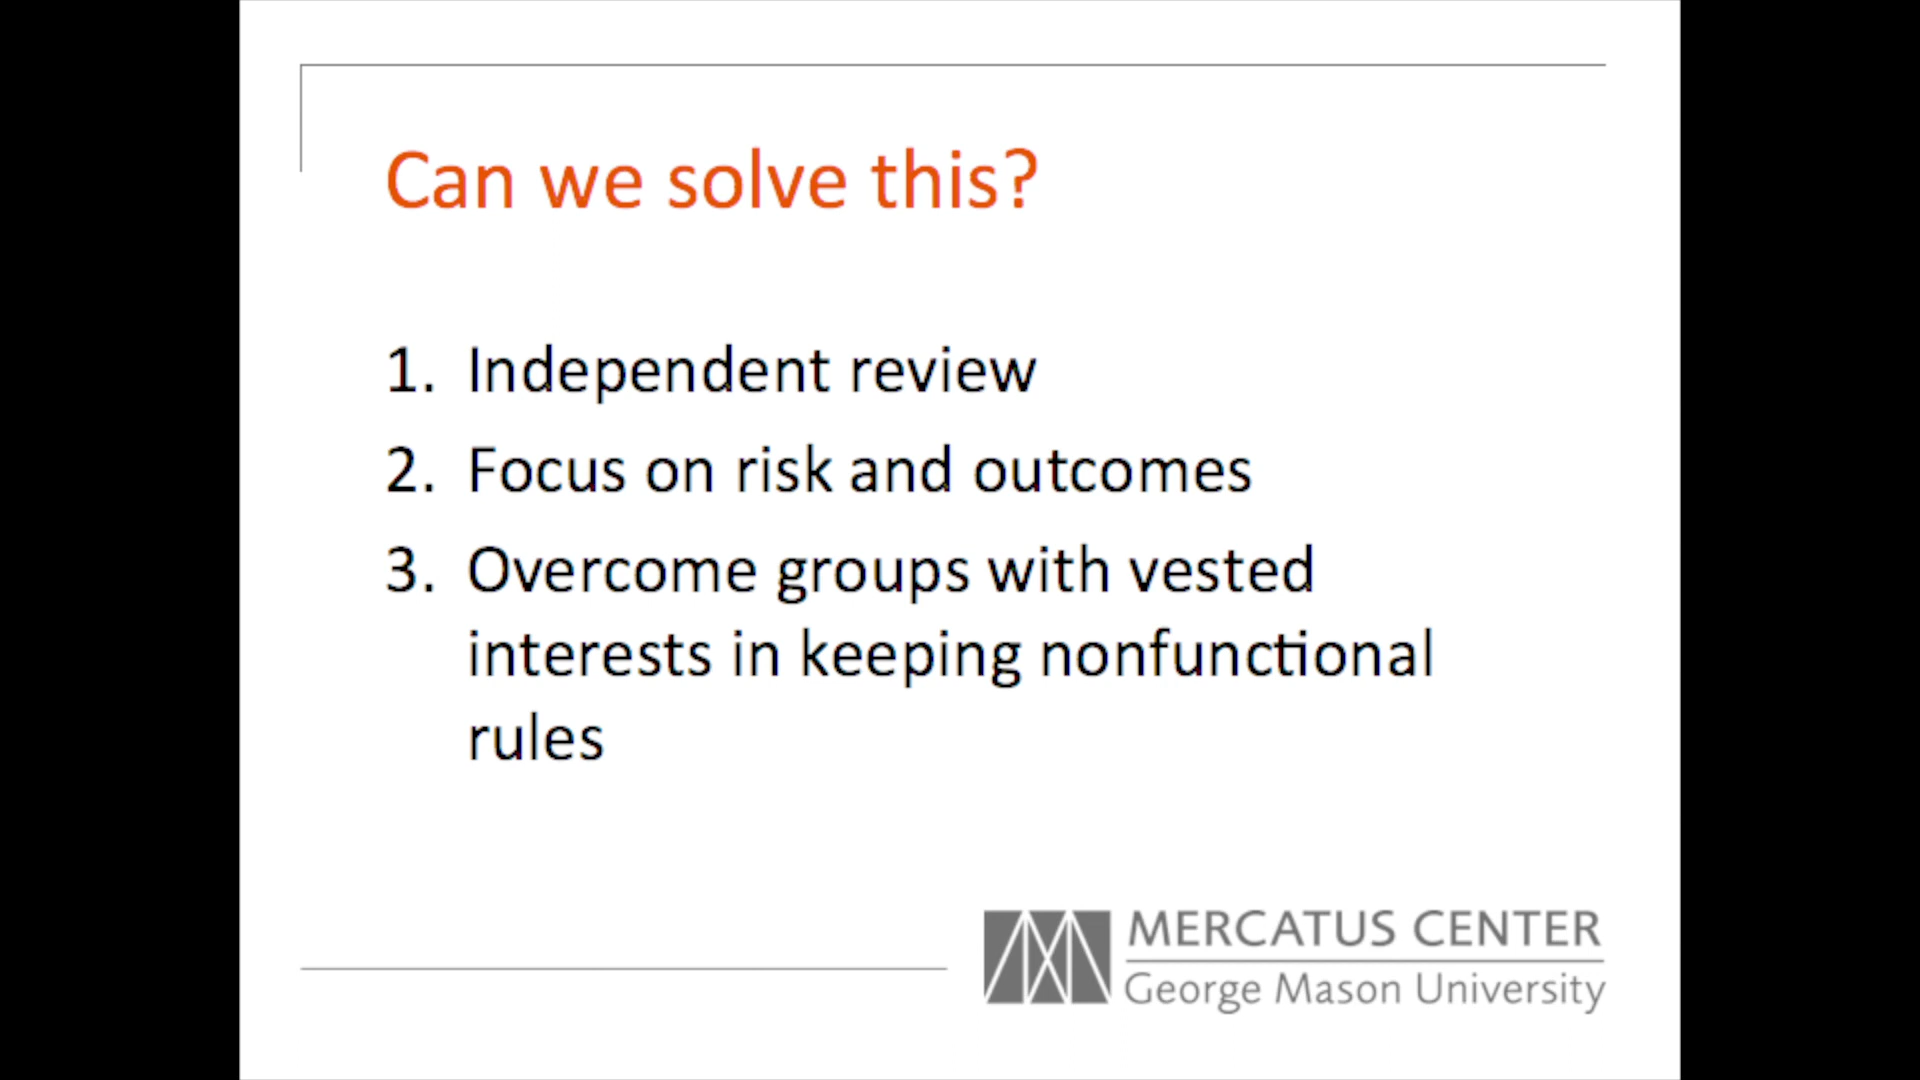 Can we solve this?
1. Independent review
2. Focus on risk and outcomes
3. Overcome groups with vested
interests in keeping nonfunctional
rules
MERCATUS CENTER
George Mason University